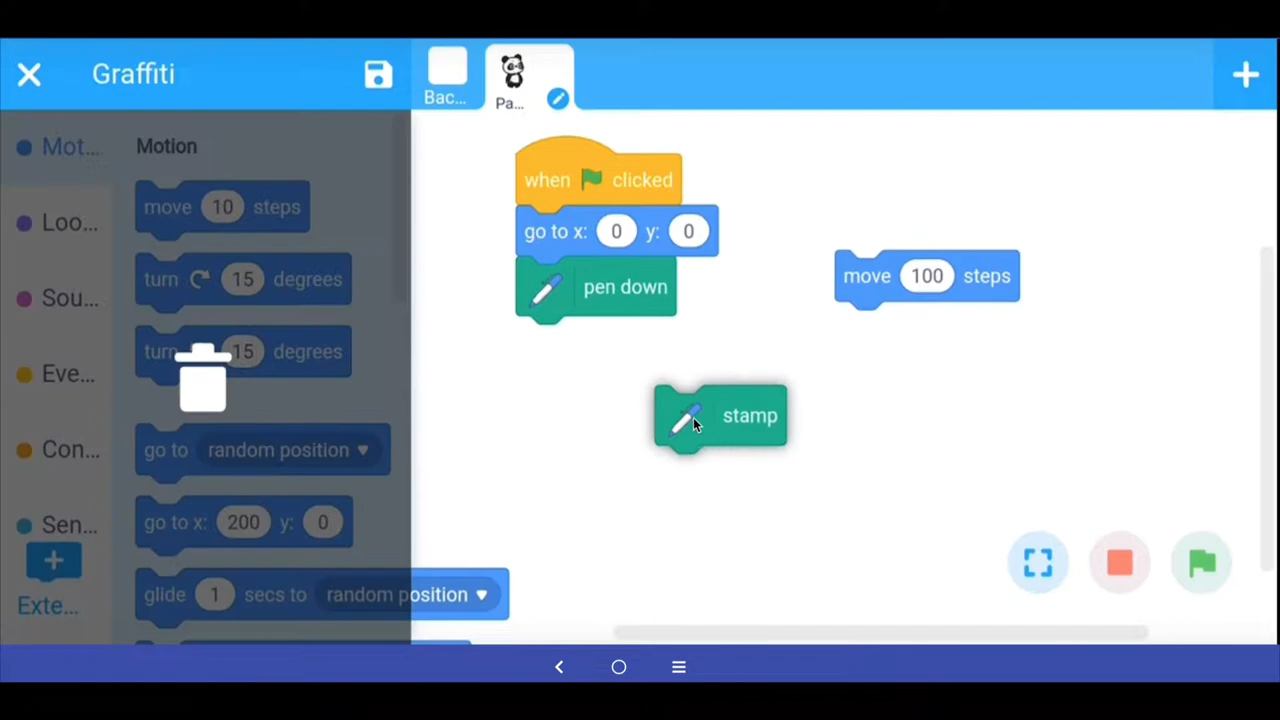 Graffiti
Bac...
Pa...
Mot...
Loo...
Sou...
Eve...
Con...
Sen...
Exte...
Motion
move 10 steps
turn 15 degrees
turn 15 degrees
go to random position
go to x: 200 y: 0
glide 1 secs to random position
when clicked
go to x: 0 y: 0
pen down
move 100 steps
stamp